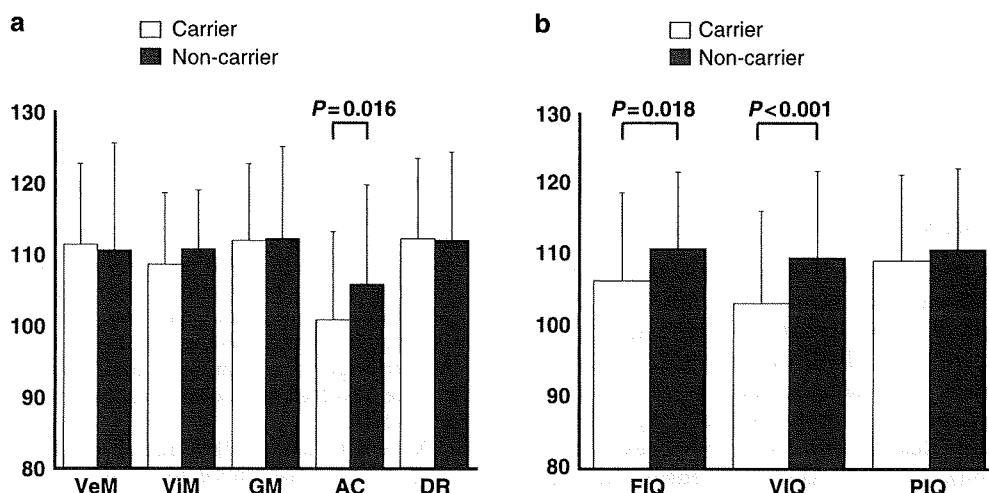 a
Carrier
Non-carrier
P=0.016
130
120
110
100
90
80
VeM ViM GM AC DR
b
Carrier
Non-carrier
P=0.018 P<0.001
130
120
110
100
90
80
FIQ VIQ PIQ